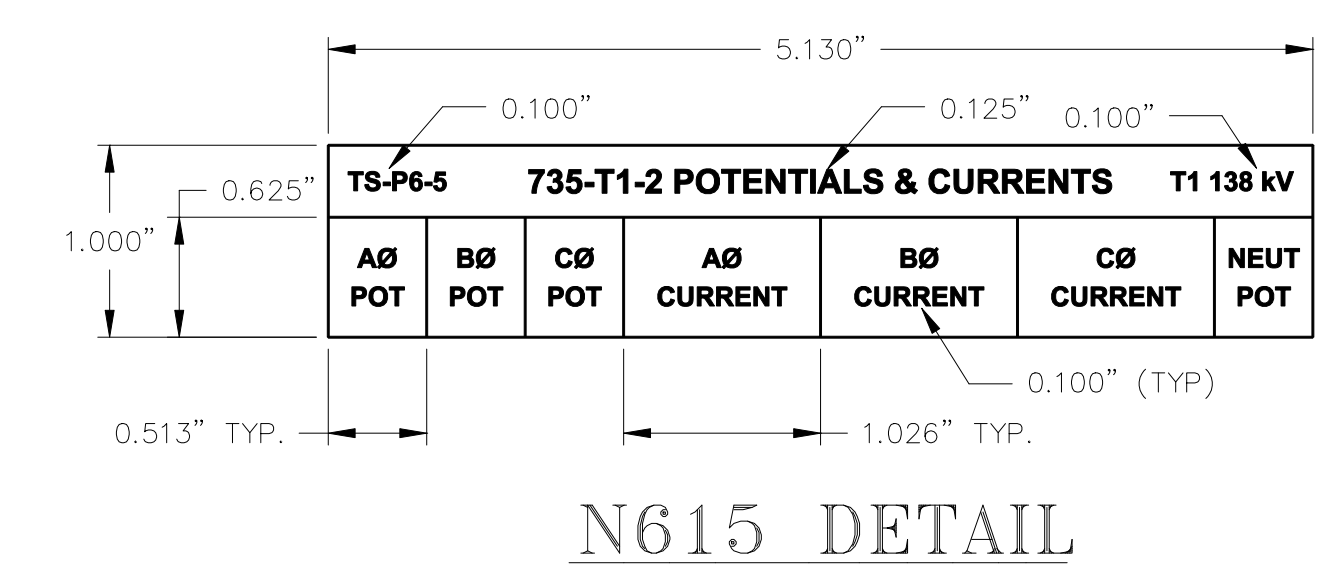 5.130”
0.100”
0.125”
0.100”
TS-P6-5
735-T1-2 POTENTIALS & CURRENTS
T1 138 kV
0.625”
1.000”
AØ
POT
BØ
POT
CØ
POT
AØ
CURRENT
BØ
CURRENT
CØ
CURRENT
NEUT
POT
0.100” (TYP)
0.513” TYP.
1.026” TYP.
N615 DETAIL